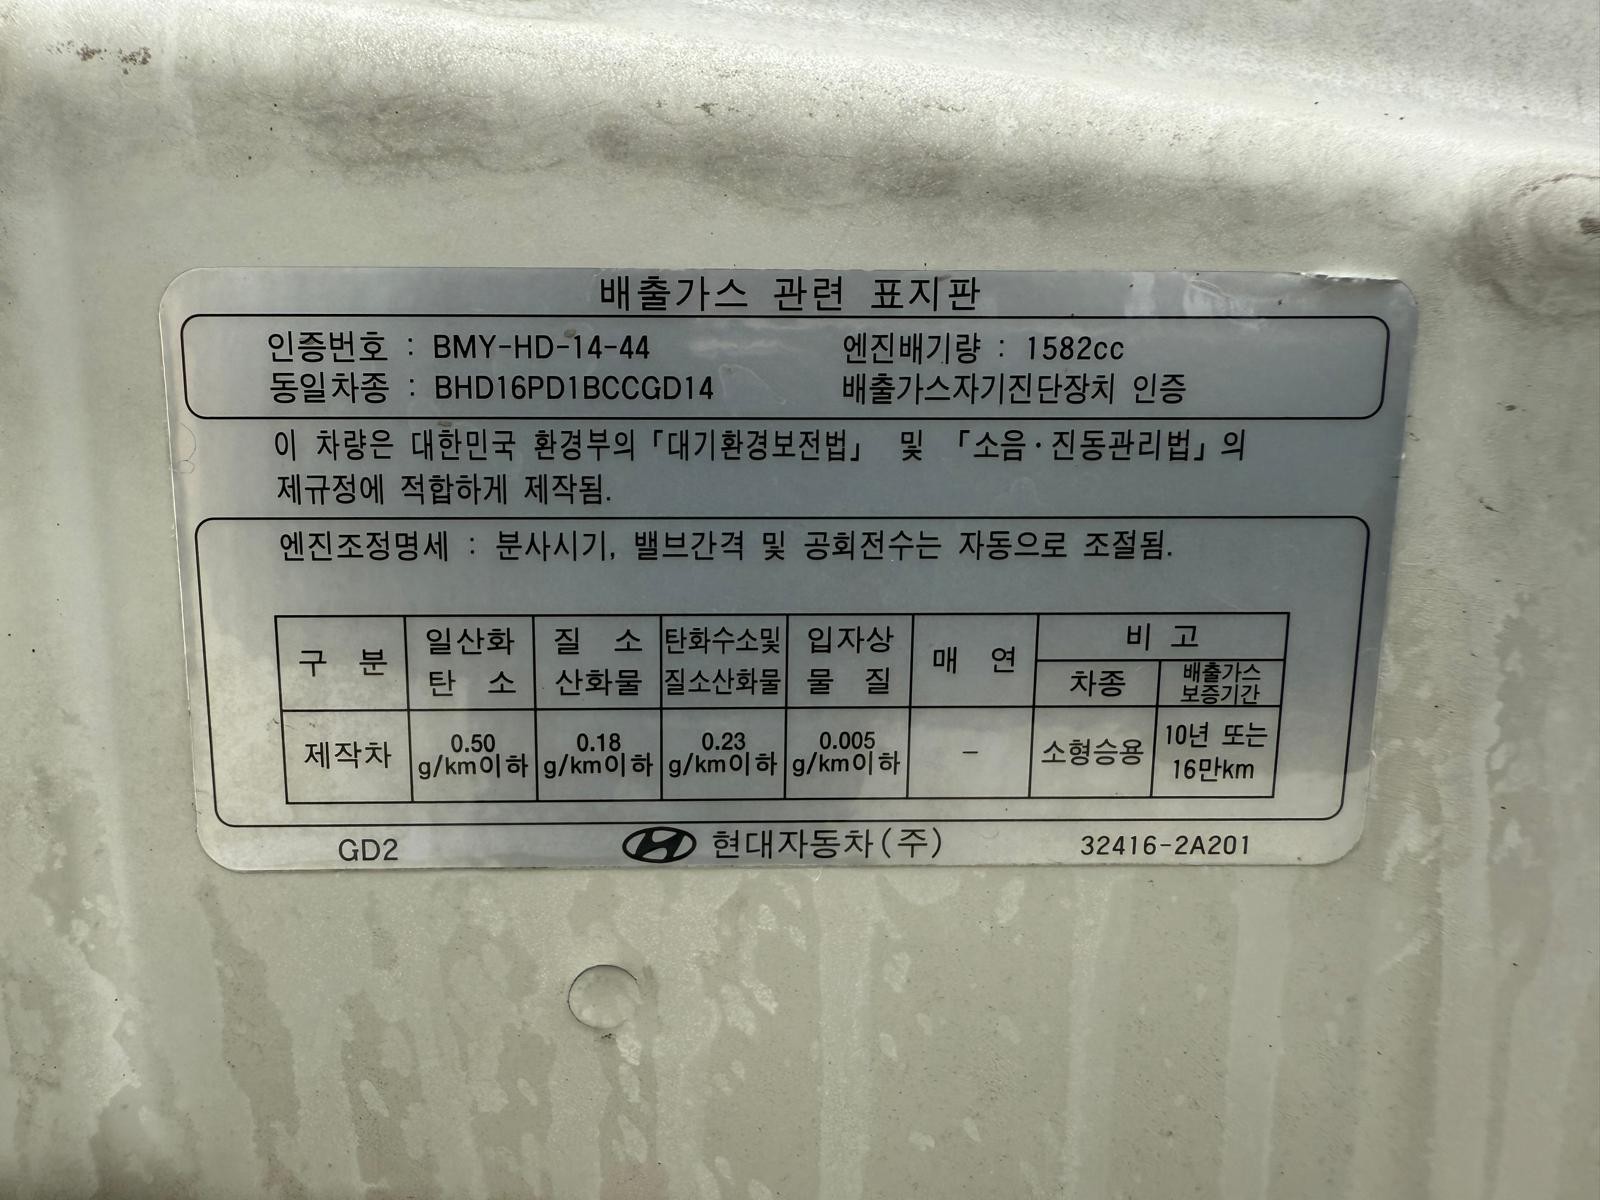 배출가스 관련 표지판
인증번호 : BMY-HD-14-44 엔진배기량 : 1582cc
동일차종 : BHD16PD1BCCGD14 배출가스자기진단장치 인증
이 차량은 대한민국 환경부의「대기환경보전법」 및 「소음·진동관리법」의
제규정에 적합하게 제작됨.
엔진조정명세 : 분사시기, 밸브간격 및 공회전수는 자동으로 조절됨.
구 분 일산화 탄 소 질 소 산화물 탄화수소및 질소산화물 입자상 물 질 매 연 비 고
차종 배출가스 보증기간
제작차 0.50 g/km이하 0.18 g/km이하 0.23 g/km이하 0.005 g/km이하 - 소형승용 10년 또는 16만km
GD2 현대자동차(주) 32416-2A201